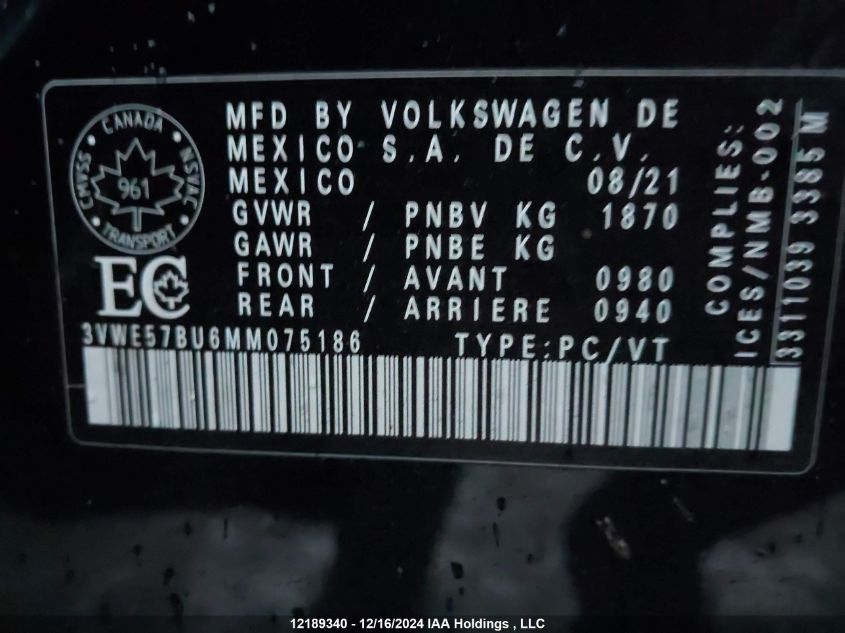 CANADA
CMVSS
NSVAC
961
TRANSPORT
EC
MFD BY VOLKSWAGEN DE
MEXICO S.A. DE C.V.
MEXICO 08/21
GVWR / PNBV KG 1870
GAWR / PNBE KG
FRONT / AVANT 0980
REAR / ARRIERE 0940
3VWE57BU6MM075186 TYPE:PC/VT
COMPLIES:
ICES/NMB-002
3311039 3385 M
12189340 - 12/16/2024 IAA Holdings , LLC